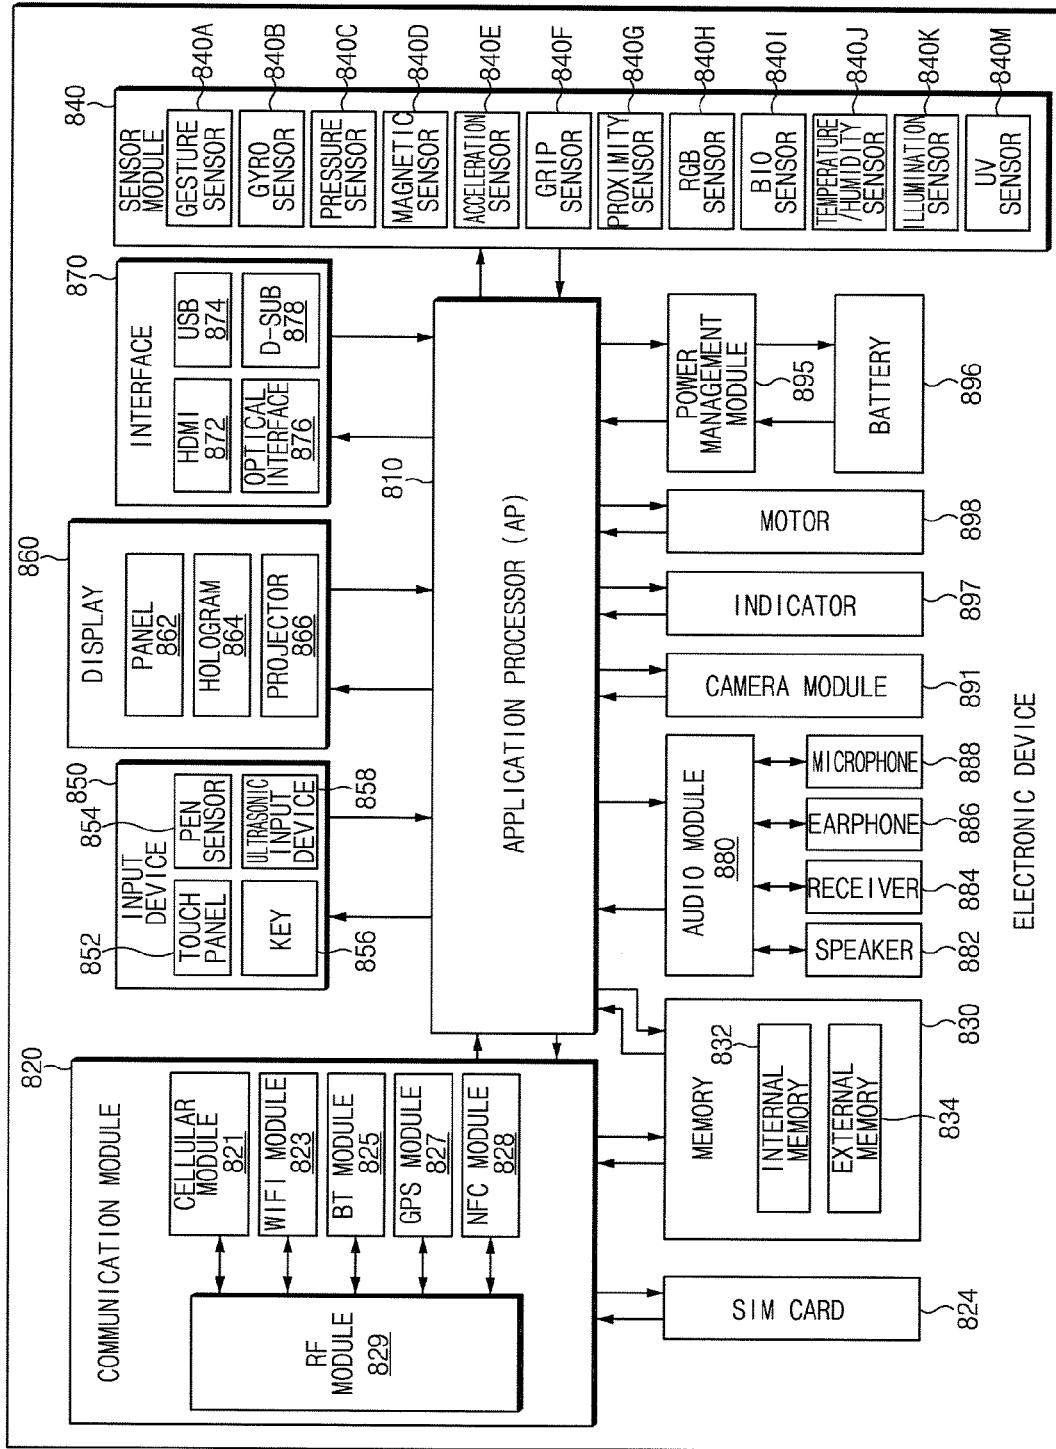 820
COMMUNICATION MODULE
CELLULAR
MODULE
821
WIFI MODULE
823
BT MODULE
825
GPS MODULE
827
NFC MODULE
828
RF
MODULE
829
850
INPUT
DEVICE
852
854
TOUCH
PANEL
PEN
SENSOR
KEY
ULTRASONIC
INPUT
DEVICE
856
858
860
DISPLAY
PANEL
862
HOLOGRAM
864
PROJECTOR
866
870
INTERFACE
HDMI
872
USB
874
OPTICAL
INTERFACE
876
D-SUB
878
810
APPLICATION PROCESSOR (AP)
840
SENSOR
MODULE
GESTURE
SENSOR
840A
GYRO
SENSOR
840B
PRESSURE
SENSOR
840C
MAGNETIC
SENSOR
840D
ACCELERATION
SENSOR
840E
GRIP
SENSOR
840F
PROXIMITY
SENSOR
840G
RGB
SENSOR
840H
BIO
SENSOR
840I
TEMPERATURE
/HUMIDITY
SENSOR
840J
ILLUMINATION
SENSOR
840K
UV
SENSOR
840M
SIM CARD
824
MEMORY
832
INTERNAL
MEMORY
EXTERNAL
MEMORY
834
830
AUDIO MODULE
880
SPEAKER
882
RECEIVER
884
EARPHONE
886
MICROPHONE
888
CAMERA MODULE
891
INDICATOR
897
MOTOR
898
POWER
MANAGEMENT
MODULE
895
BATTERY
896
ELECTRONIC DEVICE